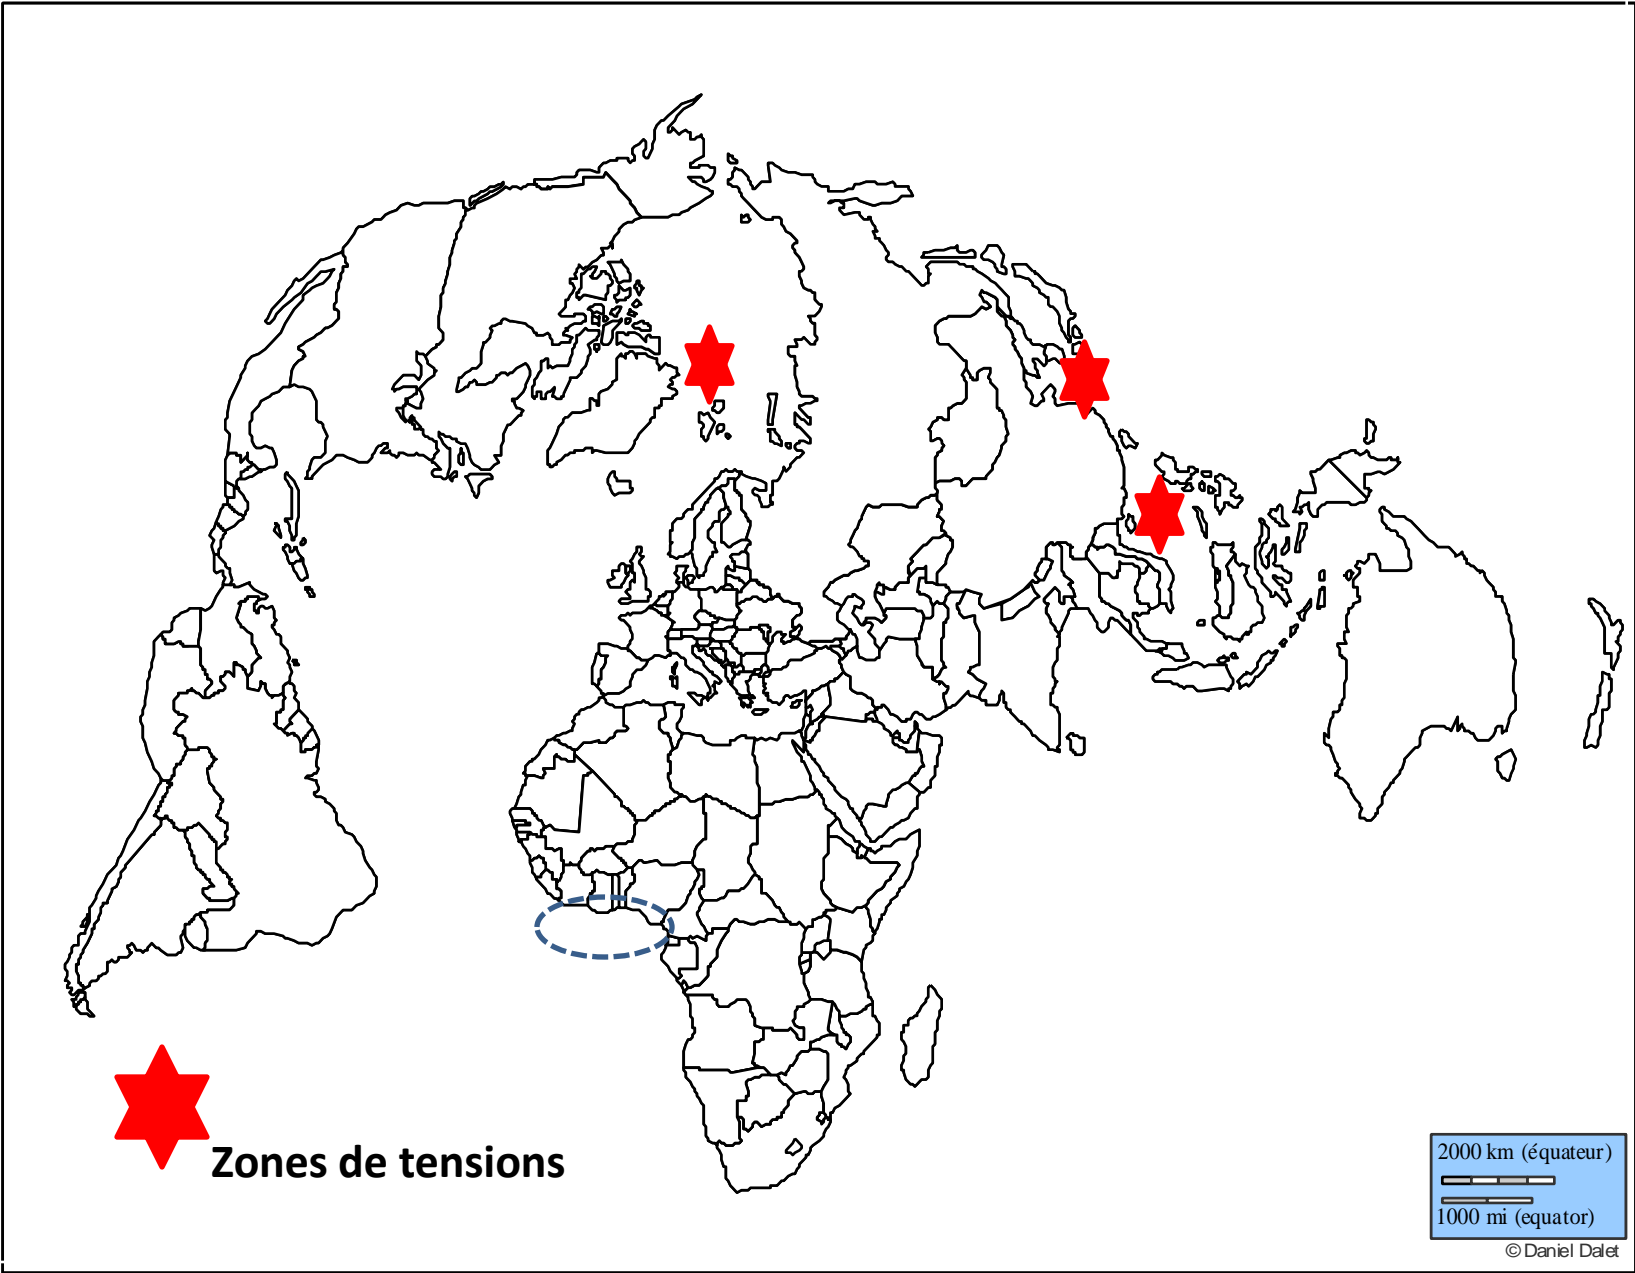 Zones de tensions
2000 km (équateur)
1000 mi (equator)
© Daniel Dalet